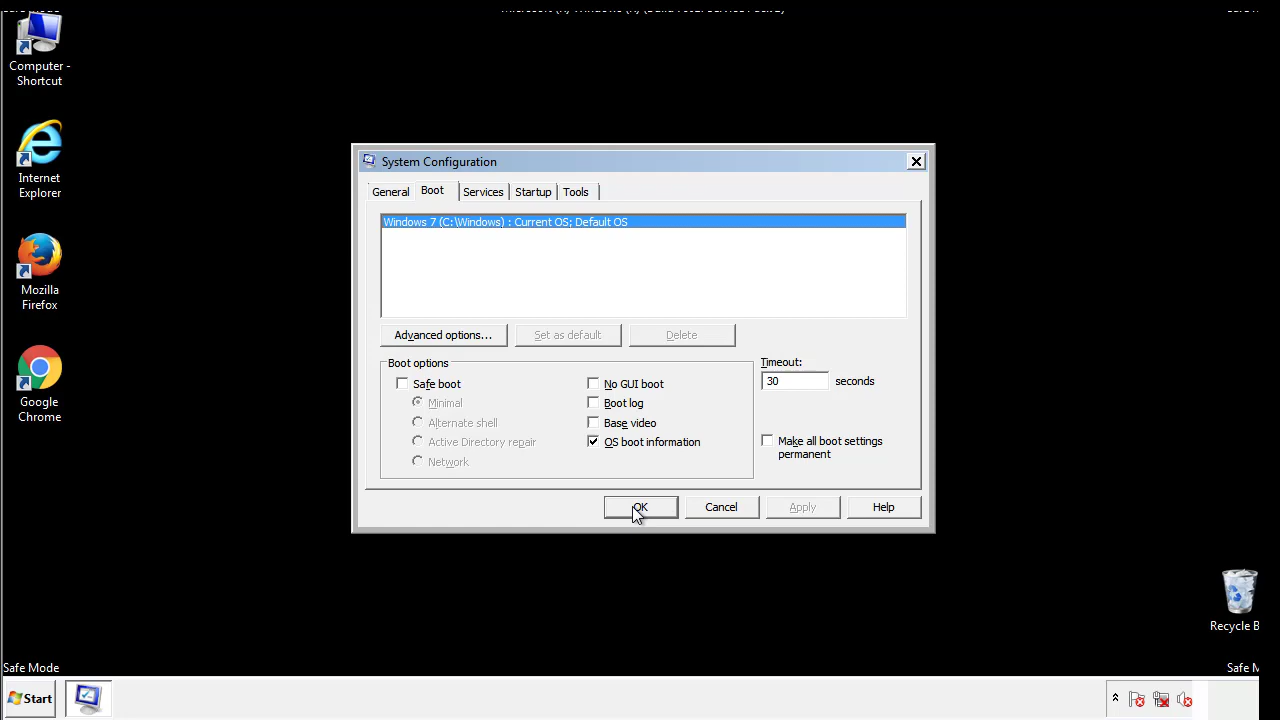 Computer -
Shortcut
Internet
Explorer
Mozilla
Firefox
Google
Chrome
System Configuration
General
Boot
Services
Startup
Tools
Windows 7 (C:\Windows) : Current OS; Default OS
Advanced options...
Set as default
Delete
Boot options
Safe boot
Minimal
Alternate shell
Active Directory repair
Network
No GUI boot
Boot log
Base video
OS boot information
Timeout:
30 seconds
Make all boot settings
permanent
OK
Cancel
Apply
Help
Recycle B
Safe Mode
Safe M
Start